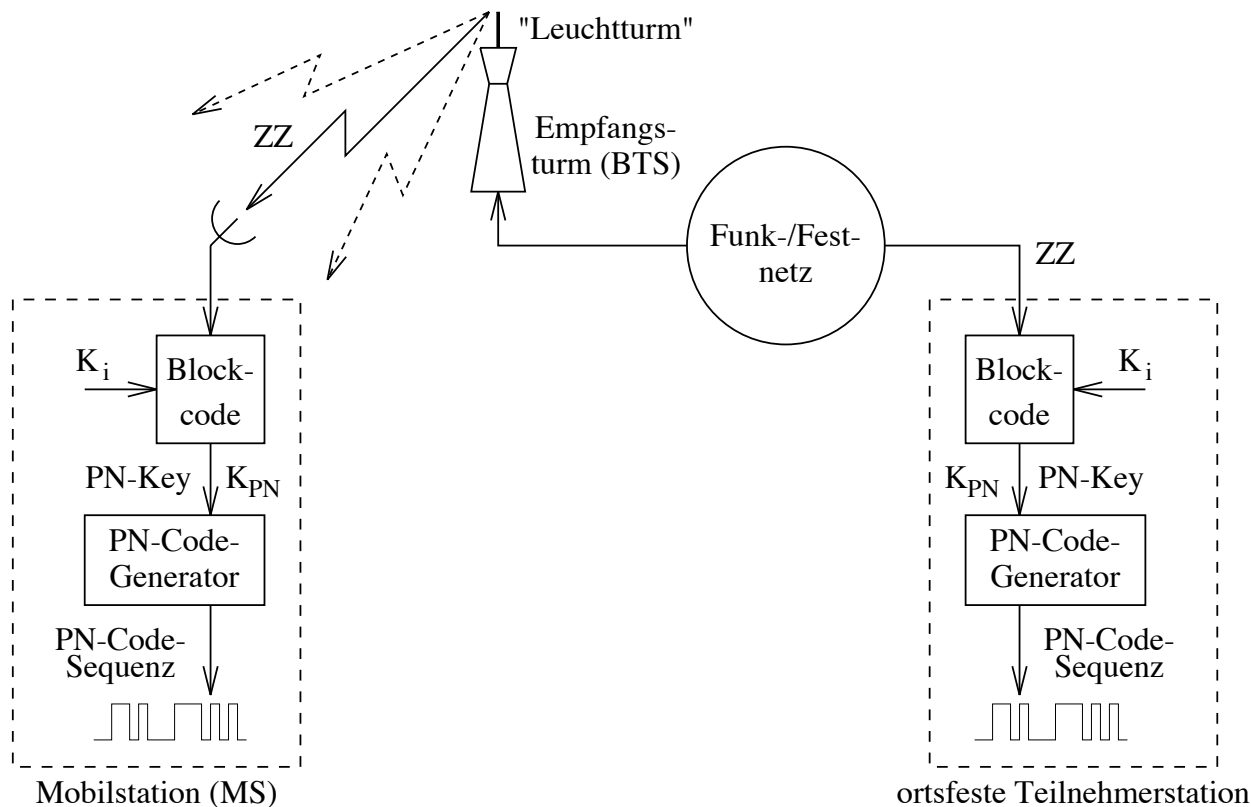 "Leuchtturm"
ZZ
Empfangs-
turm (BTS)
Funk-/Fest-
netz
ZZ
K i
Block-
code
PN-Key
K PN
PN-Code-
Generator
PN-Code-
Sequenz
Mobilstation (MS)
Block-
code
K i
K PN
PN-Key
PN-Code-
Generator
PN-Code-
Sequenz
ortsfeste Teilnehmerstation